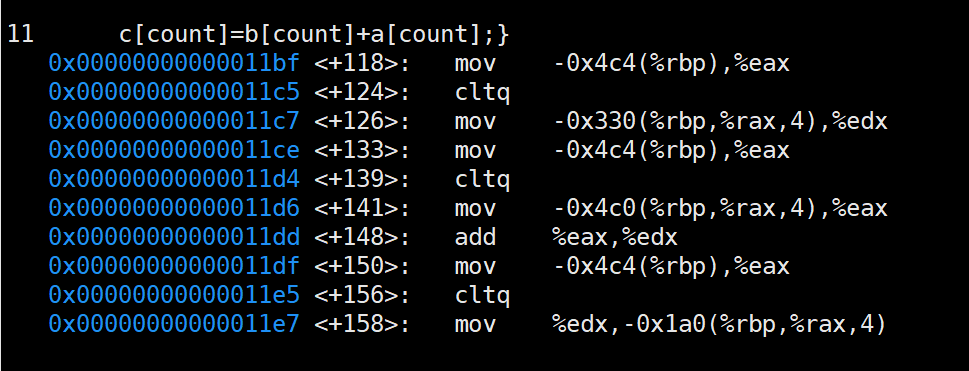 11      c[count]=b[count]+a[count];}
0x00000000000011bf <+118>:   mov    -0x4c4(%rbp),%eax
0x00000000000011c5 <+124>:   cltq
0x00000000000011c7 <+126>:   mov    -0x330(%rbp,%rax,4),%edx
0x00000000000011ce <+133>:   mov    -0x4c4(%rbp),%eax
0x00000000000011d4 <+139>:   cltq
0x00000000000011d6 <+141>:   mov    -0x4c0(%rbp,%rax,4),%eax
0x00000000000011dd <+148>:   add    %eax,%edx
0x00000000000011df <+150>:   mov    -0x4c4(%rbp),%eax
0x00000000000011e5 <+156>:   cltq
0x00000000000011e7 <+158>:   mov    %edx,-0x1a0(%rbp,%rax,4)